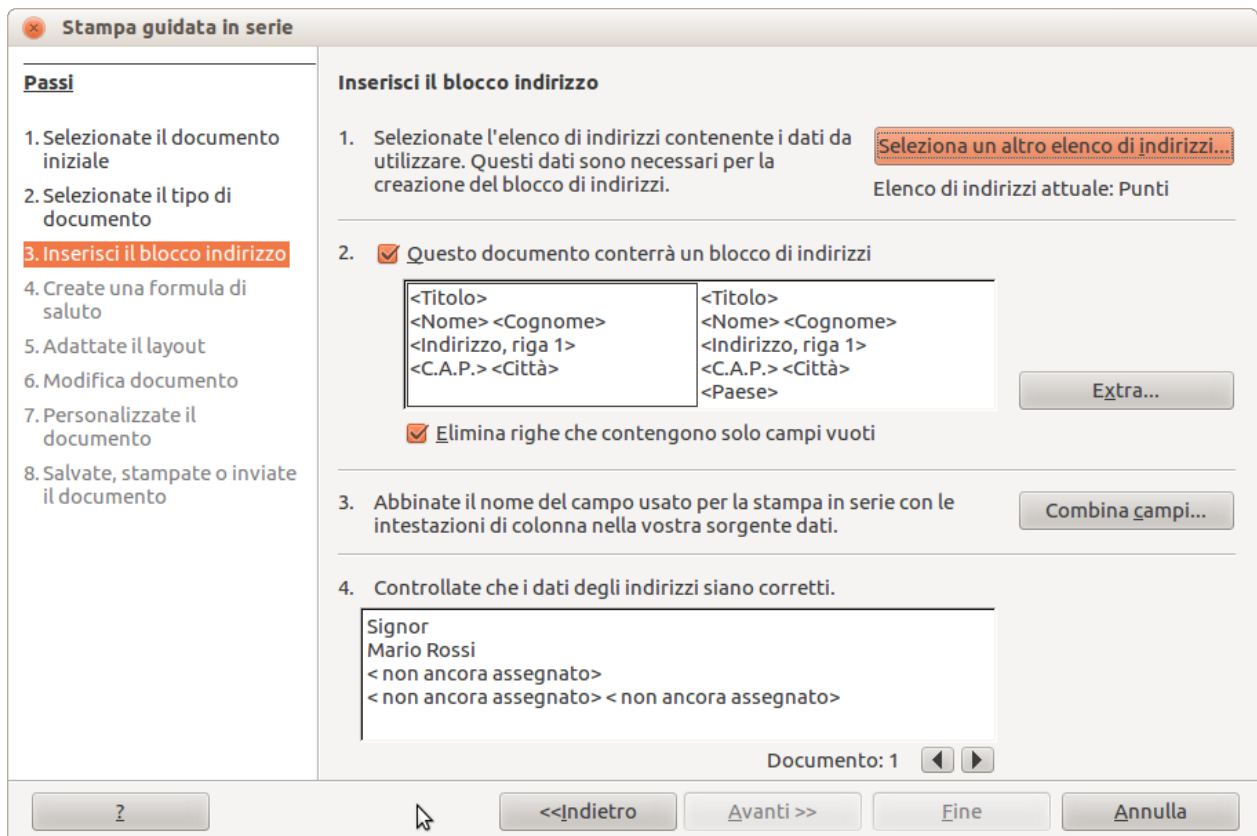 Stampa guidata in serie
Passi
1. Selezionate il documento
iniziale
2. Selezionate il tipo di
documento
3. Inserisci il blocco indirizzo
4. Create una formula di
saluto
5. Adattate il layout
6. Modifica documento
7. Personalizzate il
documento
8. Salvate, stampate o inviate
il documento
Inserisci il blocco indirizzo
1. Selezionate l'elenco di indirizzi contenente i dati da
utilizzare. Questi dati sono necessari per la
creazione del blocco di indirizzi.
Seleziona un altro elenco di indirizzi...
Elenco di indirizzi attuale: Punti
2. Questo documento conterrà un blocco di indirizzi
<Titolo>
<Nome> <Cognome>
<Indirizzo, riga 1>
<C.A.P.> <Città>
<Titolo>
<Nome> <Cognome>
<Indirizzo, riga 1>
<C.A.P.> <Città>
<Paese>
Extra...
Elimina righe che contengono solo campi vuoti
3. Abbinate il nome del campo usato per la stampa in serie con le
intestazioni di colonna nella vostra sorgente dati.
Combina campi...
4. Controllate che i dati degli indirizzi siano corretti.
Signor
Mario Rossi
< non ancora assegnato>
< non ancora assegnato> < non ancora assegnato>
Documento: 1
?
<<Indietro
Avanti >>
Fine
Annulla